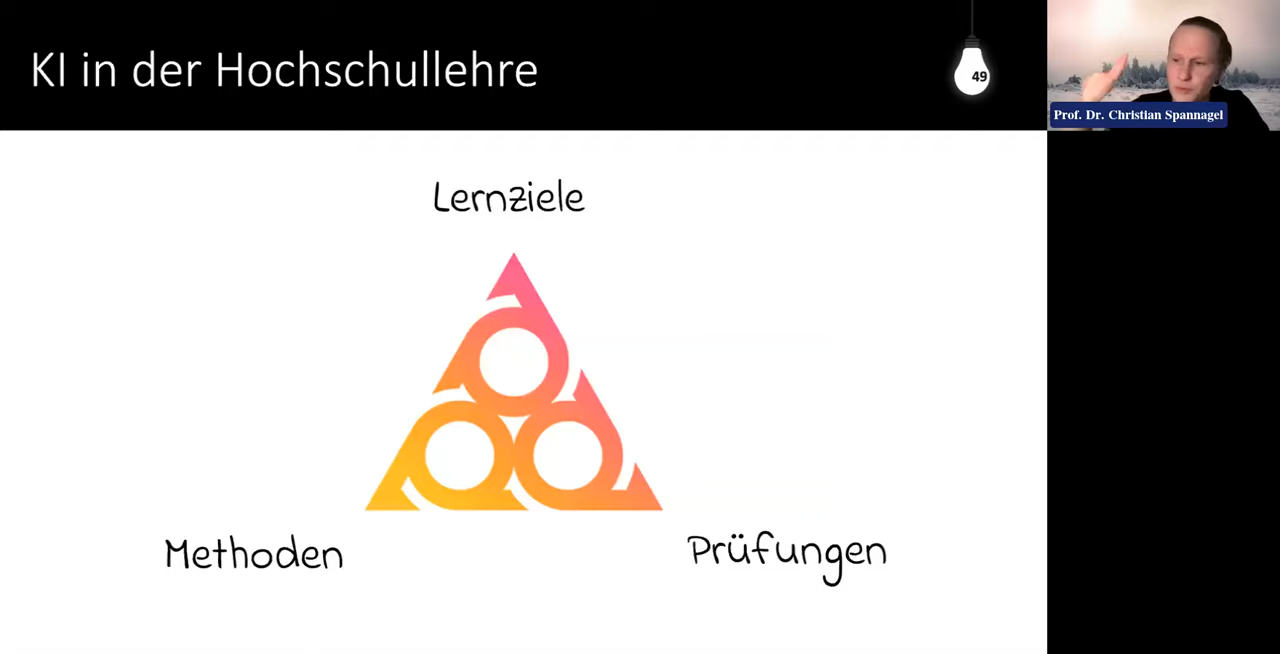 KI in der Hochschullehre
49
Prof. Dr. Christian Spannagel
Lernziele
Methoden
Prüfungen